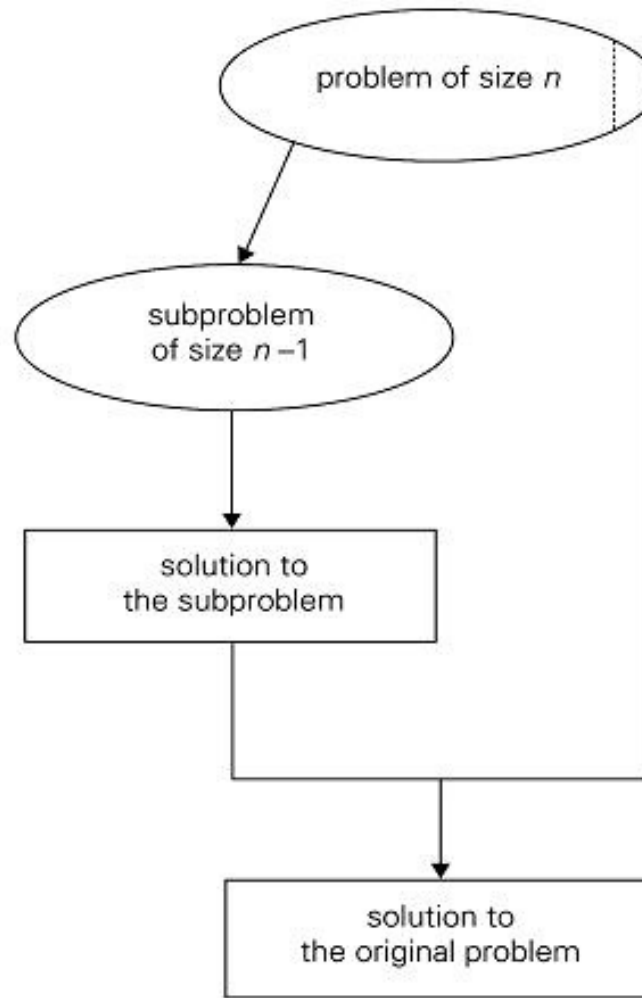 problem of size n
subproblem
of size n–1
solution to
the subproblem
solution to
the original problem